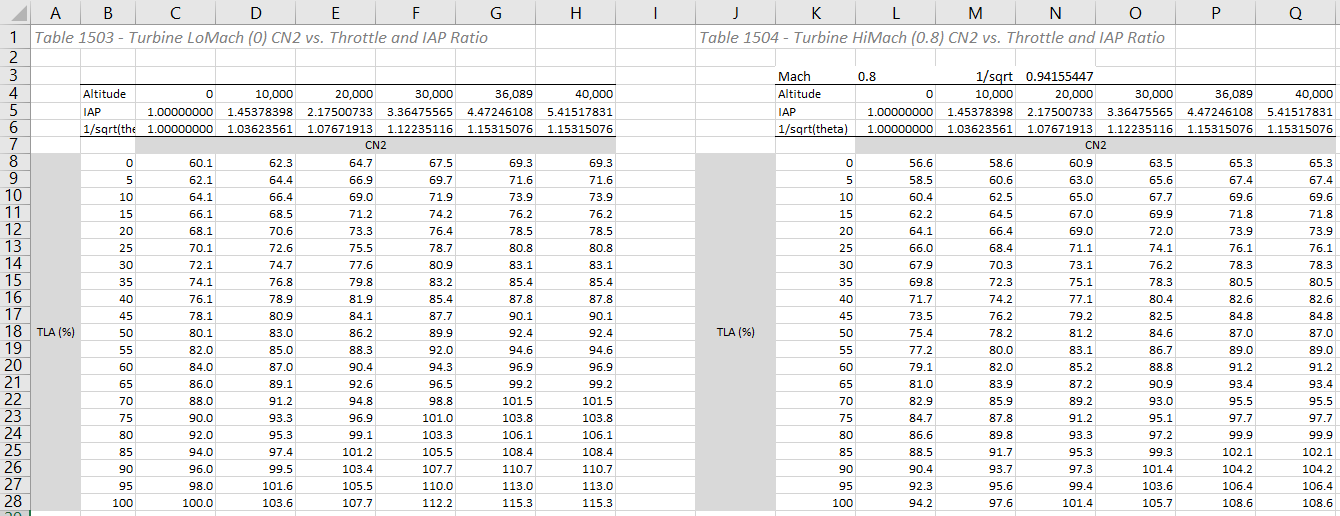 A B C D E F G H I J K L M N O P Q
1 Table 1503 - Turbine LoMach (0) CN2 vs. Throttle and IAP Ratio Table 1504 - Turbine HiMach (0.8) CN2 vs. Throttle and IAP Ratio
2
3 Mach 0.8 1/sqrt 0.94155447
4 Altitude 0 10,000 20,000 30,000 36,089 40,000 Altitude 0 10,000 20,000 30,000 36,089 40,000
5 IAP 1.00000000 1.45378398 2.17500733 3.36475565 4.47246108 5.41517831 IAP 1.00000000 1.45378398 2.17500733 3.36475565 4.47246108 5.41517831
6 1/sqrt(the 1.00000000 1.03623561 1.07671913 1.12235116 1.15315076 1.15315076 1/sqrt(theta) 1.00000000 1.03623561 1.07671913 1.12235116 1.15315076 1.15315076
7 CN2 CN2
8 0 60.1 62.3 64.7 67.5 69.3 69.3 0 56.6 58.6 60.9 63.5 65.3 65.3
9 5 62.1 64.4 66.9 69.7 71.6 71.6 5 58.5 60.6 63.0 65.6 67.4 67.4
10 10 64.1 66.4 69.0 71.9 73.9 73.9 10 60.4 62.5 65.0 67.7 69.6 69.6
11 15 66.1 68.5 71.2 74.2 76.2 76.2 15 62.2 64.5 67.0 69.9 71.8 71.8
12 20 68.1 70.6 73.3 76.4 78.5 78.5 20 64.1 66.4 69.0 72.0 73.9 73.9
13 25 70.1 72.6 75.5 78.7 80.8 80.8 25 66.0 68.4 71.1 74.1 76.1 76.1
14 30 72.1 74.7 77.6 80.9 83.1 83.1 30 67.9 70.3 73.1 76.2 78.3 78.3
15 35 74.1 76.8 79.8 83.2 85.4 85.4 35 69.8 72.3 75.1 78.3 80.5 80.5
16 40 76.1 78.9 81.9 85.4 87.8 87.8 40 71.7 74.2 77.1 80.4 82.6 82.6
17 45 78.1 80.9 84.1 87.7 90.1 90.1 45 73.5 76.2 79.2 82.5 84.8 84.8
18 TLA (%) 50 80.1 83.0 86.2 89.9 92.4 92.4 TLA (%) 50 75.4 78.2 81.2 84.6 87.0 87.0
19 55 82.0 85.0 88.3 92.0 94.6 94.6 55 77.2 80.0 83.1 86.7 89.0 89.0
20 60 84.0 87.0 90.4 94.3 96.9 96.9 60 79.1 82.0 85.2 88.8 91.2 91.2
21 65 86.0 89.1 92.6 96.5 99.2 99.2 65 81.0 83.9 87.2 90.9 93.4 93.4
22 70 88.0 91.2 94.8 98.8 101.5 101.5 70 82.9 85.9 89.2 93.0 95.5 95.5
23 75 90.0 93.3 96.9 101.0 103.8 103.8 75 84.7 87.8 91.2 95.1 97.7 97.7
24 80 92.0 95.3 99.1 103.3 106.1 106.1 80 86.6 89.8 93.3 97.2 99.9 99.9
25 85 94.0 97.4 101.2 105.5 108.4 108.4 85 88.5 91.7 95.3 99.3 102.1 102.1
26 90 96.0 99.5 103.4 107.7 110.7 110.7 90 90.4 93.7 97.3 101.4 104.2 104.2
27 95 98.0 101.6 105.5 110.0 113.0 113.0 95 92.3 95.6 99.4 103.6 106.4 106.4
28 100 100.0 103.6 107.7 112.2 115.3 115.3 100 94.2 97.6 101.4 105.7 108.6 108.6